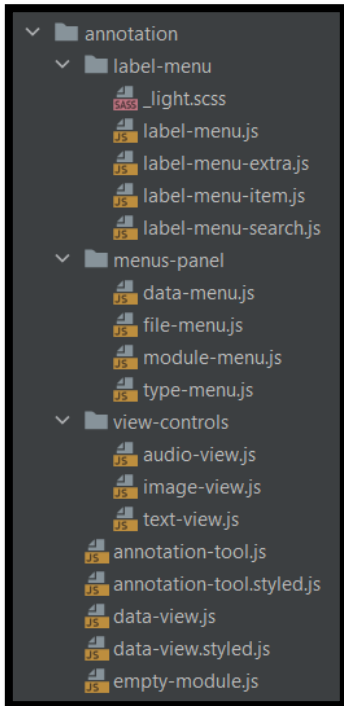 annotation
label-menu
SASS _light.scss
JS label-menu.js
JS label-menu-extra.js
JS label-menu-item.js
JS label-menu-search.js
menus-panel
JS data-menu.js
JS file-menu.js
JS module-menu.js
JS type-menu.js
view-controls
JS audio-view.js
JS image-view.js
JS text-view.js
JS annotation-tool.js
JS annotation-tool.styled.js
JS data-view.js
JS data-view.styled.js
JS empty-module.js